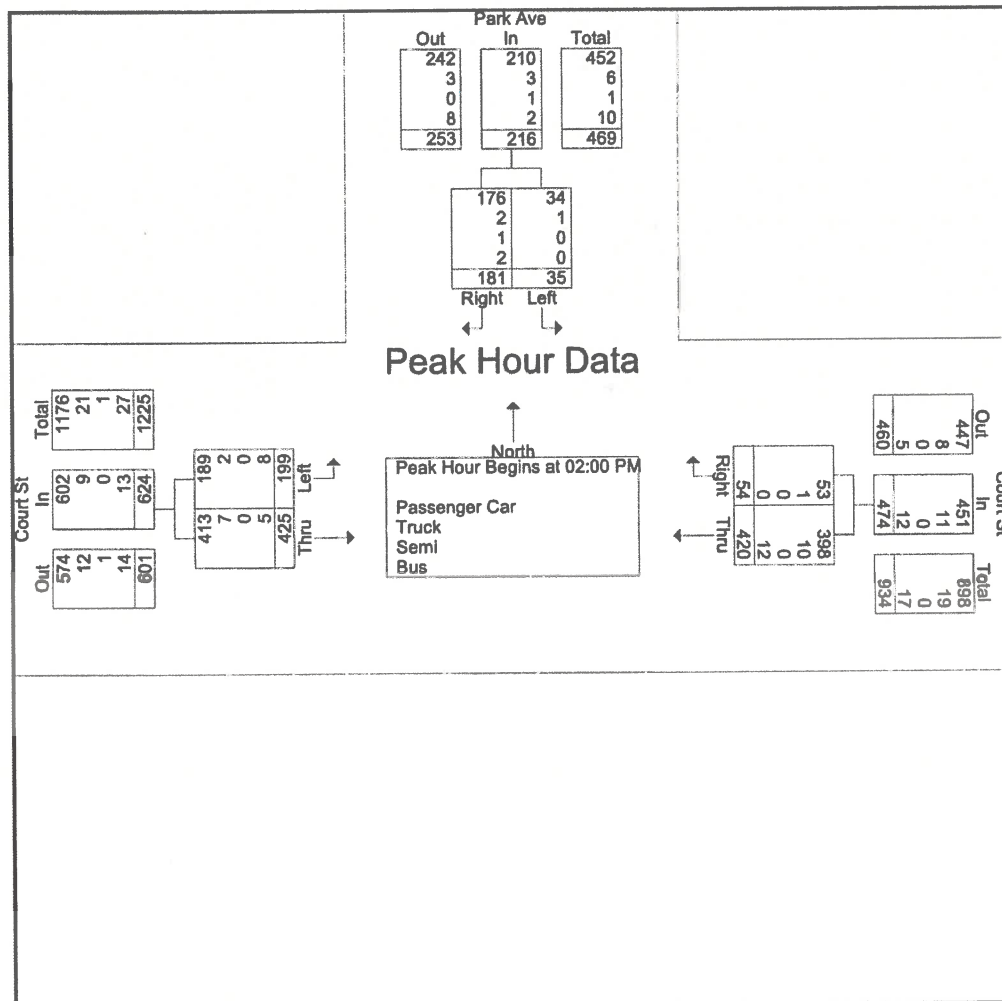 Park Ave
Out In Total
242 210 452
3 3 6
0 1 1
8 2 10
253 216 469
176 34
2 1
1 0
2 0
181 35
Right Left
Peak Hour Data
North
Peak Hour Begins at 02:00 PM
Passenger Car
Truck
Semi
Bus
Court St
Total
1176 21 1 27 1225
In
602 9 0 13 624
Out
574 12 1 14 601
189 2 0 8 199
Left
413 7 0 5 425
Thru
Right
53 1 0 0 54
Thru
398 10 0 12 420
Out
447 8 0 5 460
In
451 11 0 12 474
Total
898 19 0 17 934
Court St